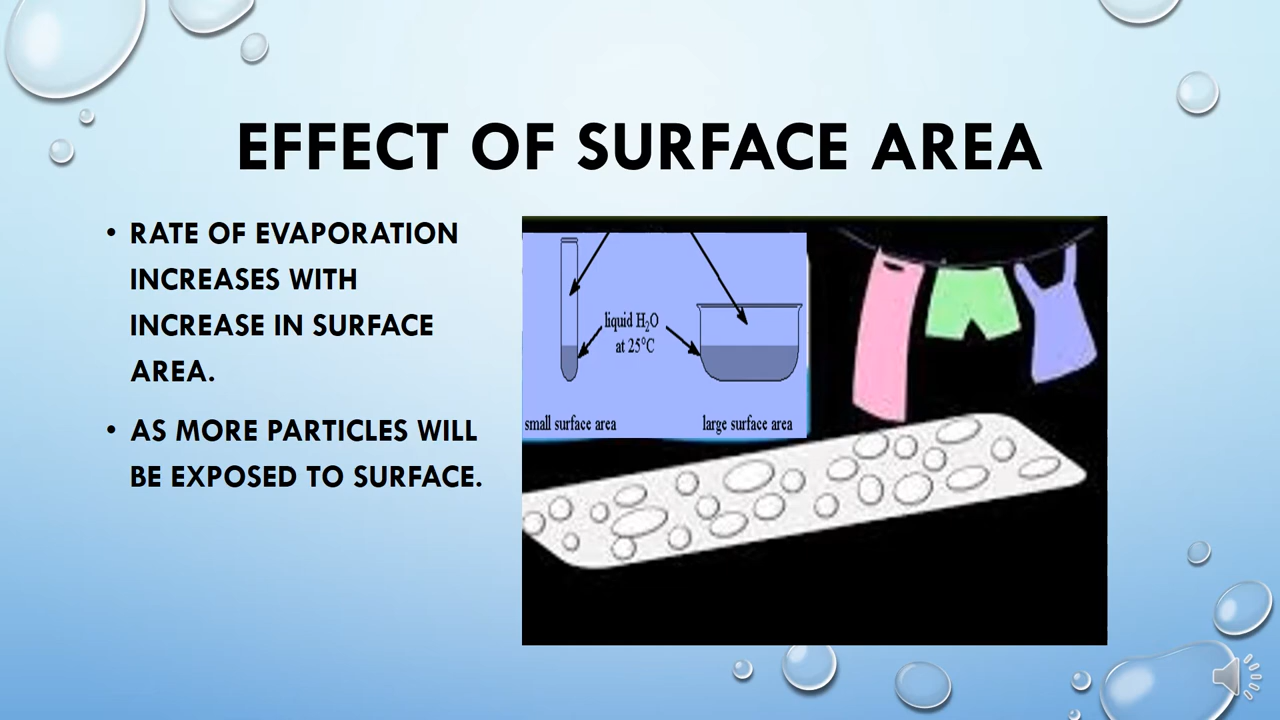 EFFECT OF SURFACE AREA
• RATE OF EVAPORATION
INCREASES WITH
INCREASE IN SURFACE
AREA.
• AS MORE PARTICLES WILL
BE EXPOSED TO SURFACE.
liquid H₂O
at 25°C
small surface area
large surface area